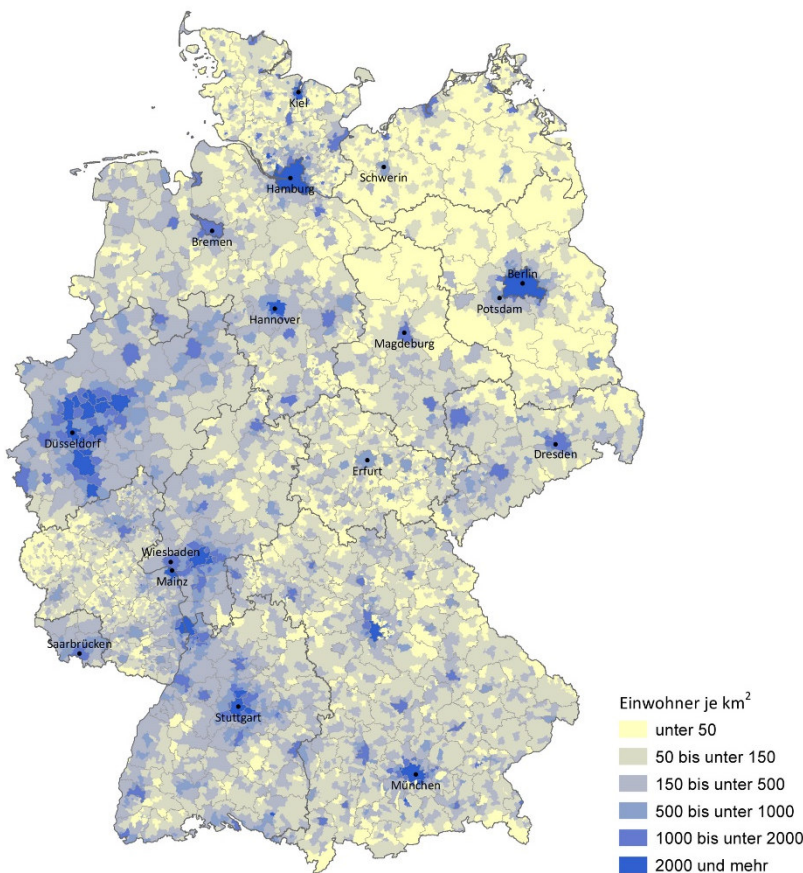 Kiel
Schwerin
Hamburg
Bremen
Berlin
Potsdam
Hannover
Magdeburg
Düsseldorf
Dresden
Erfurt
Wiesbaden
Mainz
Saarbrücken
Stuttgart
München
Einwohner je km²
unter 50
50 bis unter 150
150 bis unter 500
500 bis unter 1000
1000 bis unter 2000
2000 und mehr